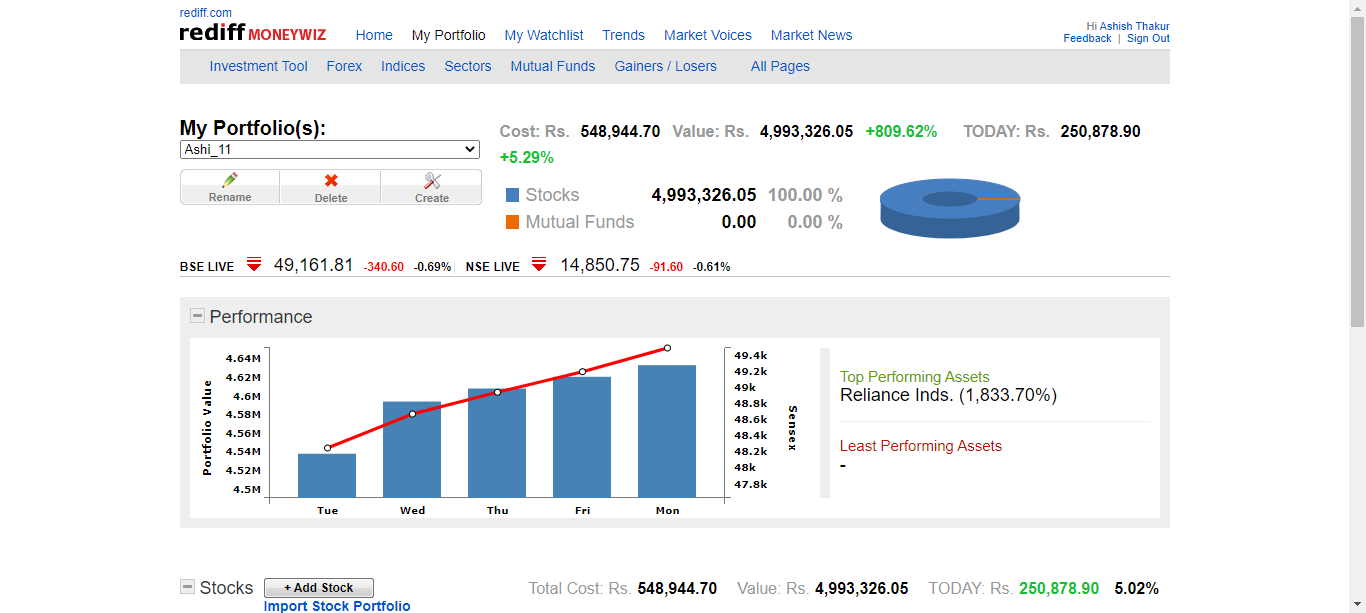 rediff.com
rediff MONEYWIZ Home My Portfolio My Watchlist Trends Market Voices Market News
Hi Ashish Thakur
Feedback | Sign Out
Investment Tool Forex Indices Sectors Mutual Funds Gainers / Losers All Pages
My Portfolio(s):
Ashi_11
Rename Delete Create
Cost: Rs. 548,944.70 Value: Rs. 4,993,326.05 +809.62% TODAY: Rs. 250,878.90
+5.29%
Stocks 4,993,326.05 100.00 %
Mutual Funds 0.00 0.00 %
BSE LIVE 49,161.81 -340.60 -0.69% NSE LIVE 14,850.75 -91.60 -0.61%
Performance
Portfolio Value
4.64M
4.62M
4.6M
4.58M
4.56M
4.54M
4.52M
4.5M
Tue Wed Thu Fri Mon
49.4k
49.2k
49k
48.8k
48.6k
48.4k
48.2k
48k
47.8k
Sensex
Top Performing Assets
Reliance Inds. (1,833.70%)
Least Performing Assets
-
Stocks + Add Stock Total Cost: Rs. 548,944.70 Value: Rs. 4,993,326.05 TODAY: Rs. 250,878.90 5.02%
Import Stock Portfolio